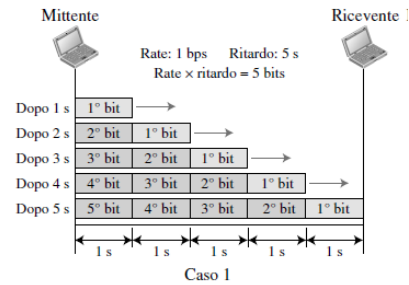 Mittente Ricevente 1
Rate: 1 bps Ritardo: 5 s
Rate × ritardo = 5 bits
Dopo 1 s 1° bit
Dopo 2 s 2° bit 1° bit
Dopo 3 s 3° bit 2° bit 1° bit
Dopo 4 s 4° bit 3° bit 2° bit 1° bit
Dopo 5 s 5° bit 4° bit 3° bit 2° bit 1° bit
1 s 1 s 1 s 1 s 1 s
Caso 1